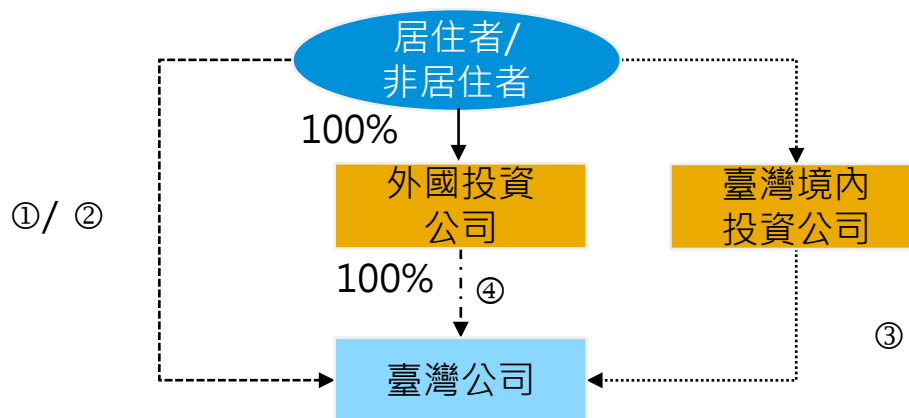 居住者/
非居住者
100%
外國投資
公司
臺灣境內
投資公司
①/ ②
100%
④
③
臺灣公司